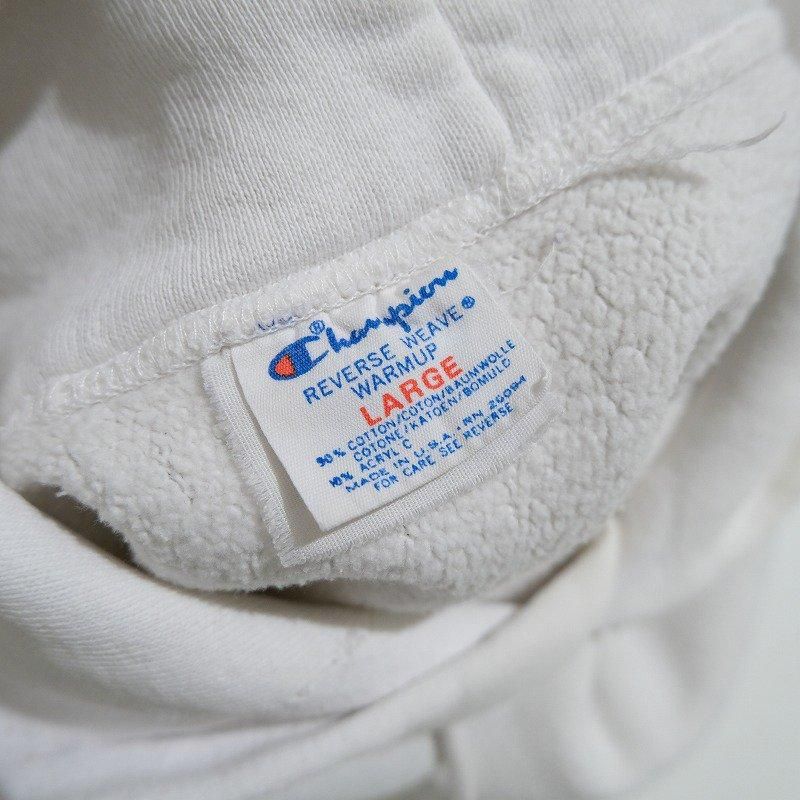 Champion®
REVERSE WEAVE®
WARMUP
LARGE
90% COTTON/COTON/BAUMWOLLE
COTONE/KATOEN/BOMULD
10% ACRYLIC
MADE IN U.S.A. RN 26094
FOR CARE SEE REVERSE